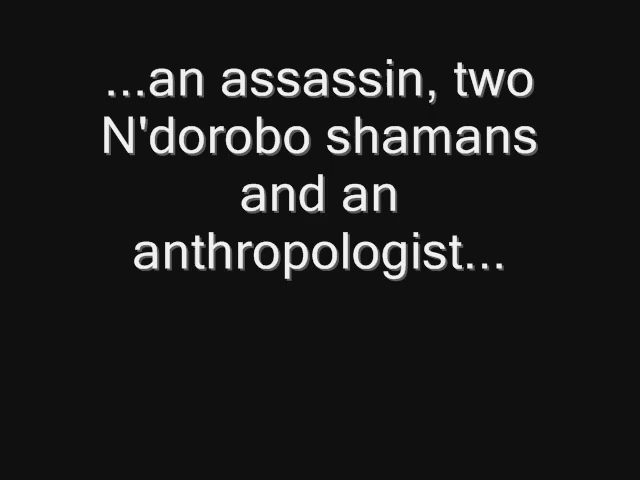 ...an assassin, two
N'dorobo shamans
and an
anthropologist...